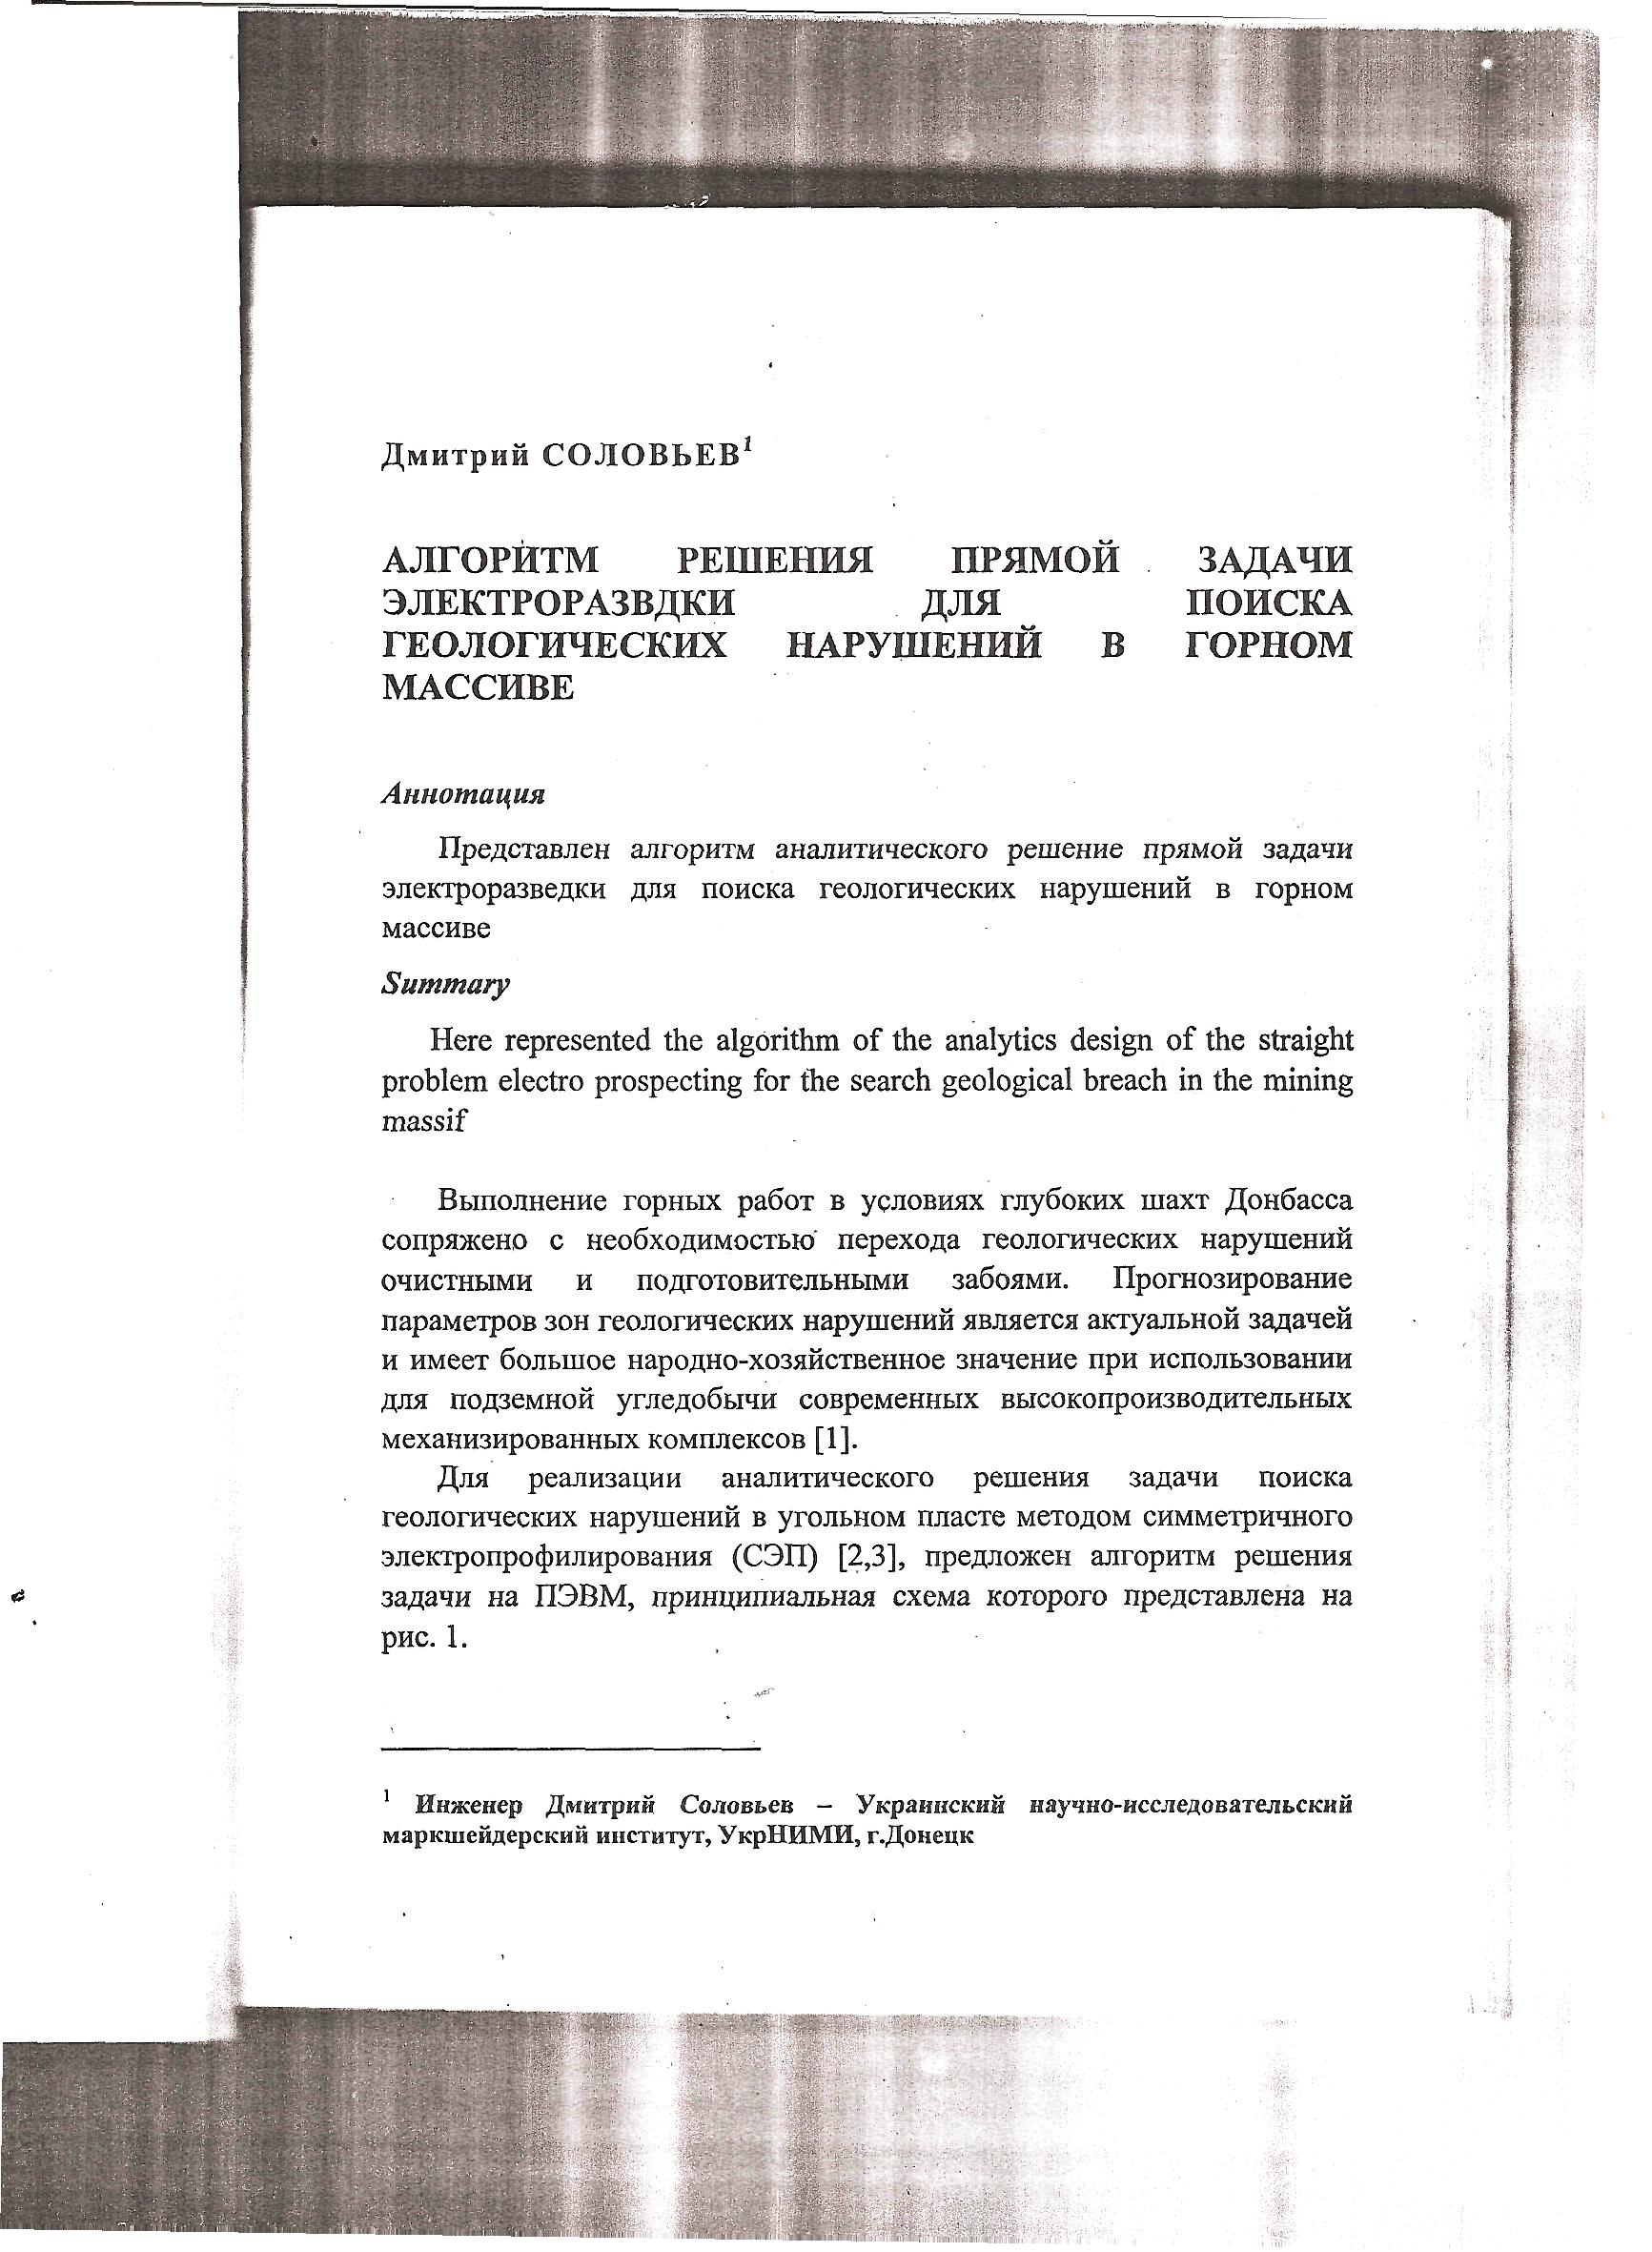 Дмитрий СОЛОВЬЕВ¹
АЛГОРИТМ РЕШЕНИЯ ПРЯМОЙ ЗАДАЧИ
ЭЛЕКТРОРАЗВДКИ ДЛЯ ПОИСКА
ГЕОЛОГИЧЕСКИХ НАРУШЕНИЙ В ГОРНОМ
МАССИВЕ
Аннотация
Представлен алгоритм аналитического решение прямой задачи
электроразведки для поиска геологических нарушений в горном
массиве
Summary
Here represented the algorithm of the analytics design of the straight
problem electro prospecting for the search geological breach in the mining
massif
Выполнение горных работ в условиях глубоких шахт Донбасса
сопряжено с необходимостью перехода геологических нарушений
очистными и подготовительными забоями. Прогнозирование
параметров зон геологических нарушений является актуальной задачей
и имеет большое народно-хозяйственное значение при использовании
для подземной угледобычи современных высокопроизводительных
механизированных комплексов [1].
Для реализации аналитического решения задачи поиска
геологических нарушений в угольном пласте методом симметричного
электропрофилирования (СЭП) [2,3], предложен алгоритм решения
задачи на ПЭВМ, принципиальная схема которого представлена на
рис. 1.
¹ Инженер Дмитрий Соловьев – Украинский научно-исследовательский
маркшейдерский институт, УкрНИМИ, г.Донецк